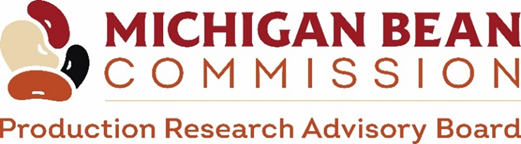 MICHIGAN BEAN
COMMISSION
Production Research Advisory Board